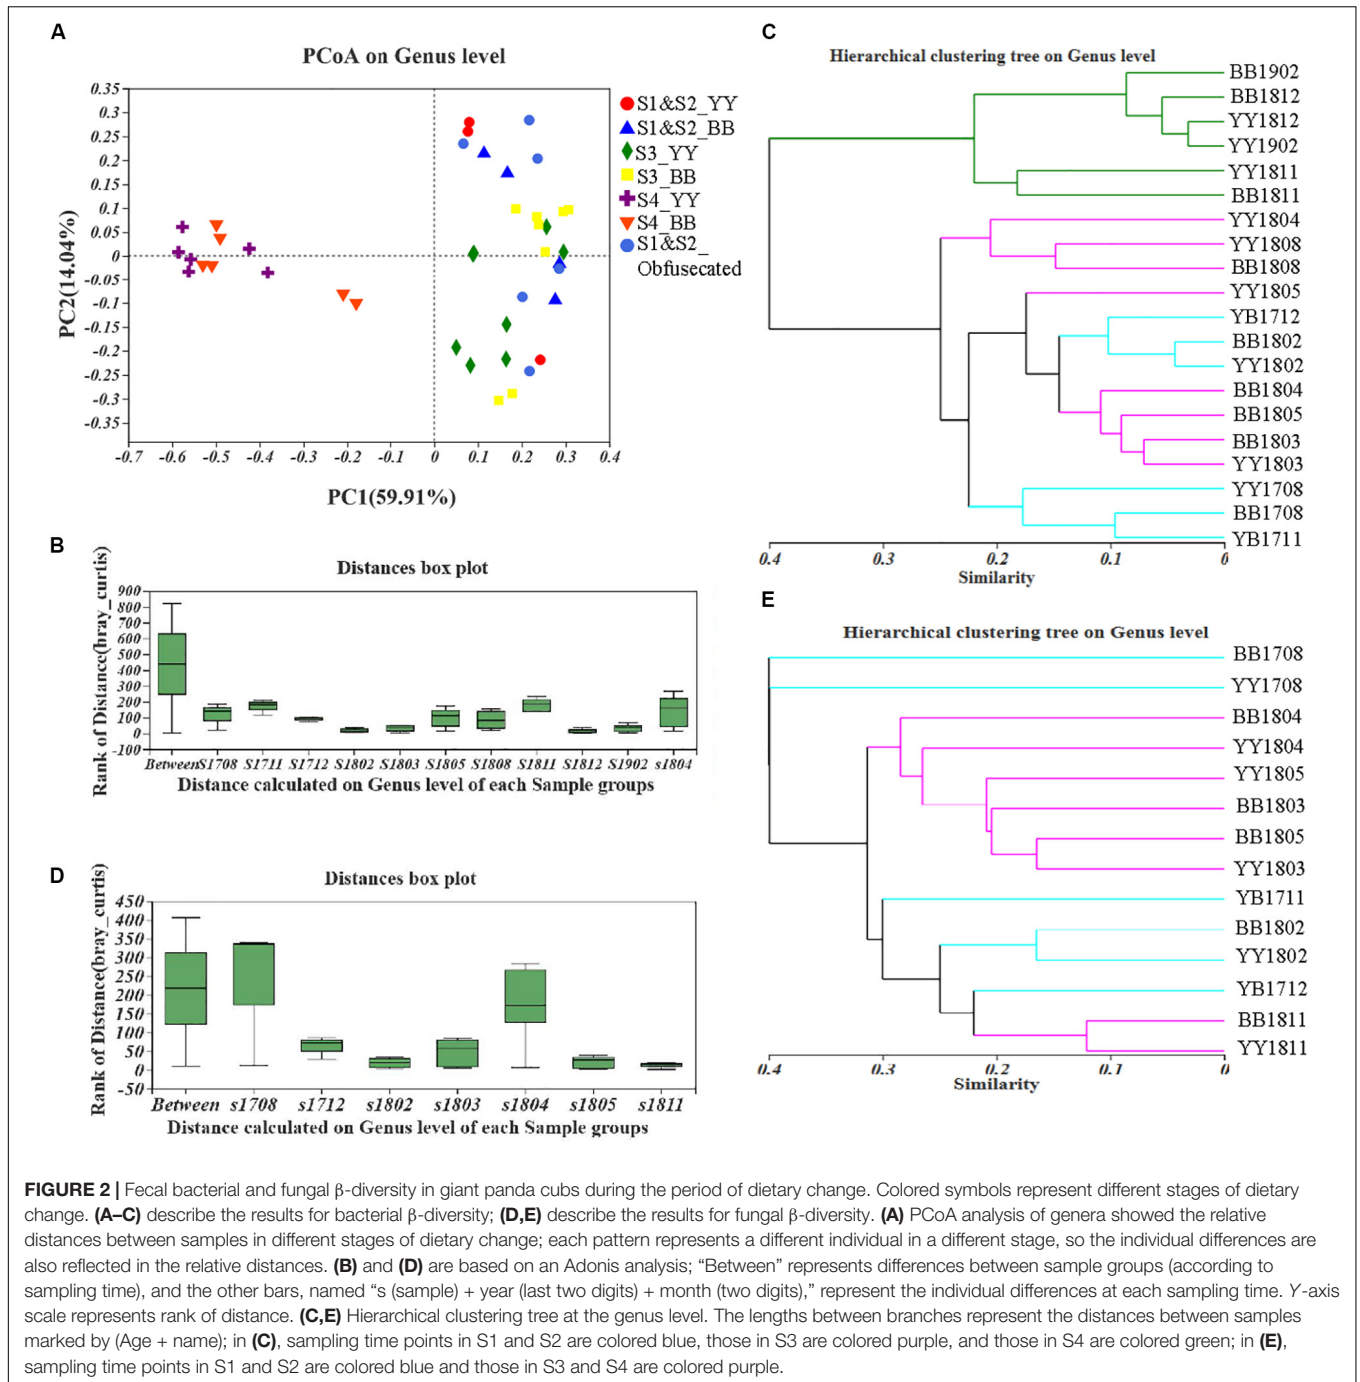 A
PCoA on Genus level
0.35
0.3
0.25
0.2
0.15
0.1
0.05
0
-0.05
-0.7
-0.15
-0.2
-0.25
-0.3
-0.35
PC2(14.04%)
-0.7 -0.6 -0.5 -0.4 -0.3 -0.2 -0.1 0 0.1 0.2 0.3 0.4
PC1(59.91%)
S1&S2_YY
S1&S2_BB
S3_YY
S3_BB
S4_YY
S4_BB
S1&S2_
Obfusecated
B
Distances box plot
Rank of Distance(bray_curtis)
900
800
700
600
500
400
300
200
100
0
-100
Between S1708 S1711 S1712 S1802 S1803 S1805 S1808 S1811 S1812 S1902 s1804
Distance calculated on Genus level of each Sample groups
D
Distances box plot
Rank of Distance(bray_curtis)
450
400
350
300
250
200
150
100
50
0
-50
Between s1708 s1712 s1802 s1803 s1804 s1805 s1811
Distance calculated on Genus level of each Sample groups
C
Hierarchical clustering tree on Genus level
BB1902
BB1812
YY1812
YY1902
YY1811
BB1811
YY1804
YY1808
BB1808
YY1805
YB1712
BB1802
YY1802
BB1804
BB1805
BB1803
YY1803
YY1708
BB1708
YB1711
0.4 0.3 0.2 0.1 0
Similarity
E
Hierarchical clustering tree on Genus level
BB1708
YY1708
BB1804
YY1804
YY1805
BB1803
BB1805
YY1803
YB1711
BB1802
YY1802
YB1712
BB1811
YY1811
0.4 0.3 0.2 0.1 0
Similarity
FIGURE 2 | Fecal bacterial and fungal β-diversity in giant panda cubs during the period of dietary change. Colored symbols represent different stages of dietary
change. (A–C) describe the results for bacterial β-diversity; (D,E) describe the results for fungal β-diversity. (A) PCoA analysis of genera showed the relative
distances between samples in different stages of dietary change; each pattern represents a different individual in a different stage, so the individual differences are
also reflected in the relative distances. (B) and (D) are based on an Adonis analysis; “Between” represents differences between sample groups (according to
sampling time), and the other bars, named “s (sample) + year (last two digits) + month (two digits),” represent the individual differences at each sampling time. Y-axis
scale represents rank of distance. (C,E) Hierarchical clustering tree at the genus level. The lengths between branches represent the distances between samples
marked by (Age + name); in (C), sampling time points in S1 and S2 are colored blue, those in S3 are colored purple, and those in S4 are colored green; in (E),
sampling time points in S1 and S2 are colored blue and those in S3 and S4 are colored purple.